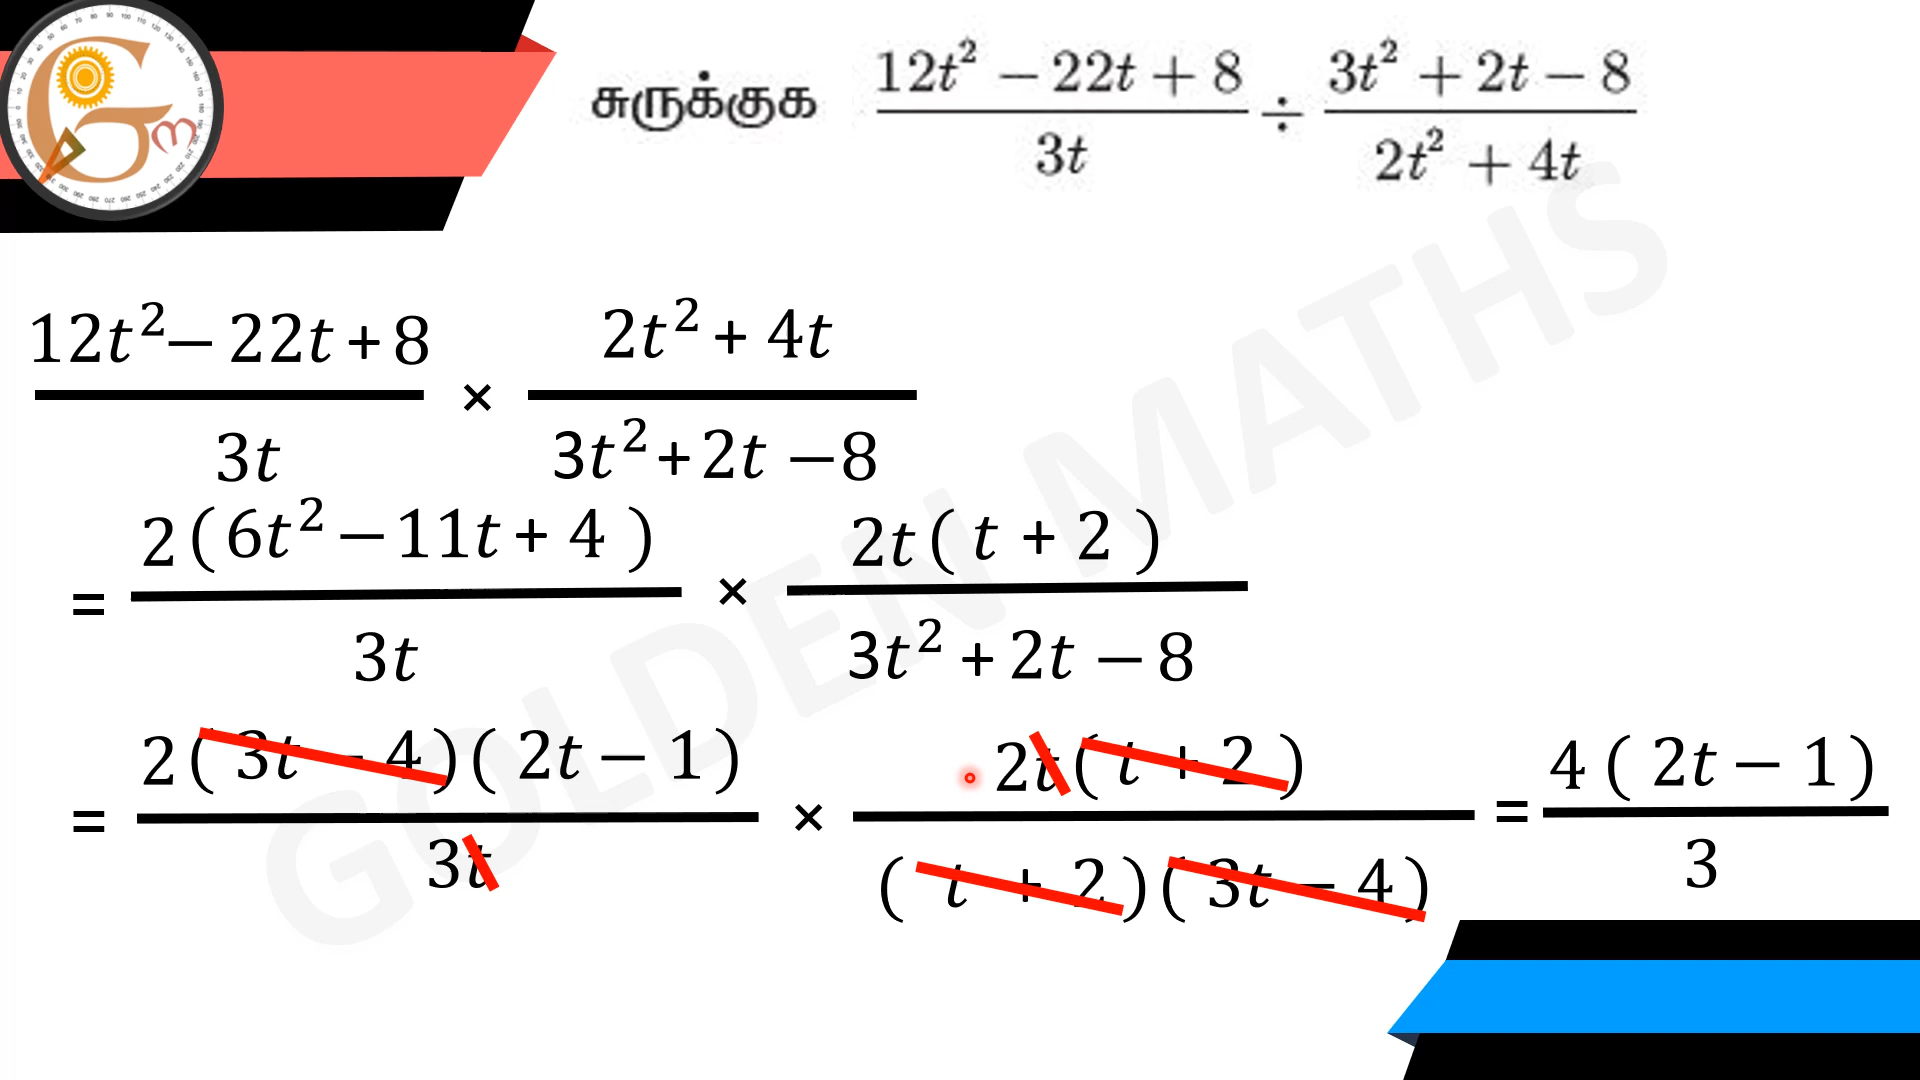 சுருக்குக (12t² − 22t + 8)/(3t) ÷ (3t² + 2t − 8)/(2t² + 4t)
(12t² − 22t + 8)/(3t) × (2t² + 4t)/(3t² + 2t − 8)
= 2(6t² − 11t + 4)/(3t) × 2t(t + 2)/(3t² + 2t − 8)
= 2(3t − 4)(2t − 1)/(3t) × 2t(t + 2)/((t + 2)(3t − 4)) = 4(2t − 1)/3
GOLDEN MATHS